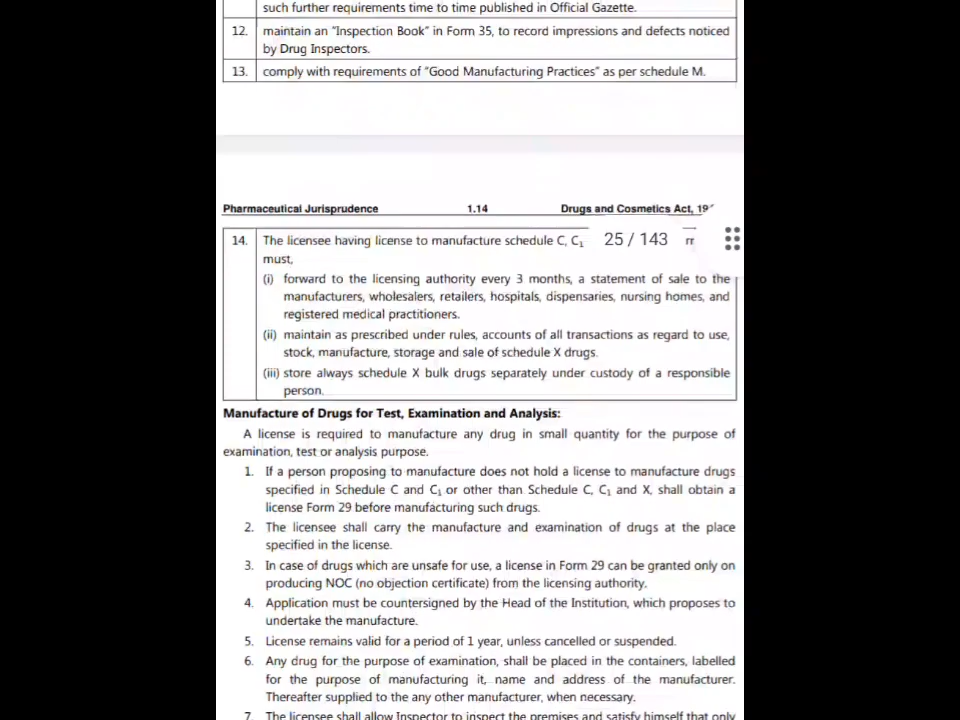 such further requirements time to time published in Official Gazette.
12. maintain an "Inspection Book" in Form 35, to record impressions and defects noticed
by Drug Inspectors.
13. comply with requirements of "Good Manufacturing Practices" as per schedule M.
Pharmaceutical Jurisprudence 1.14 Drugs and Cosmetics Act,
14. The licensee having license to manufacture schedule C, C₁
25 / 143
must,
(i) forward to the licensing authority every 3 months, a statement of sale to the
manufacturers, wholesalers, retailers, hospitals, dispensaries, nursing homes, and
registered medical practitioners.
(ii) maintain as prescribed under rules, accounts of all transactions as regard to use,
stock, manufacture, storage and sale of schedule X drugs.
(iii) store always schedule X bulk drugs separately under custody of a responsible
person.
Manufacture of Drugs for Test, Examination and Analysis:
A license is required to manufacture any drug in small quantity for the purpose of
examination, test or analysis purpose.
1. If a person proposing to manufacture does not hold a license to manufacture drugs
specified in Schedule C and C₁ or other than Schedule C, C₁ and X, shall obtain a
license Form 29 before manufacturing such drugs.
2. The licensee shall carry the manufacture and examination of drugs at the place
specified in the license.
3. In case of drugs which are unsafe for use, a license in Form 29 can be granted only on
producing NOC (no objection certificate) from the licensing authority.
4. Application must be countersigned by the Head of the Institution, which proposes to
undertake the manufacture.
5. License remains valid for a period of 1 year, unless cancelled or suspended.
6. Any drug for the purpose of examination, shall be placed in the containers, labelled
for the purpose of manufacturing it, name and address of the manufacturer.
Thereafter supplied to the any other manufacturer, when necessary.
7. The licensee shall allow Inspector to inspect the premises and satisfy himself that only